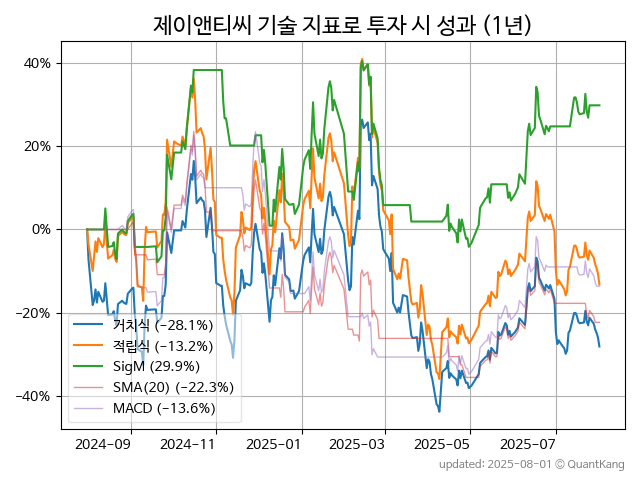 제이앤티씨 기술 지표로 투자 시 성과 (1년)
40%
20%
0%
−20%
−40%
거치식 (−28.1%)
적립식 (−13.2%)
SigM (29.9%)
SMA(20) (−22.3%)
MACD (−13.6%)
2024-09
2024-11
2025-01
2025-03
2025-05
2025-07
updated: 2025-08-01 © QuantKang